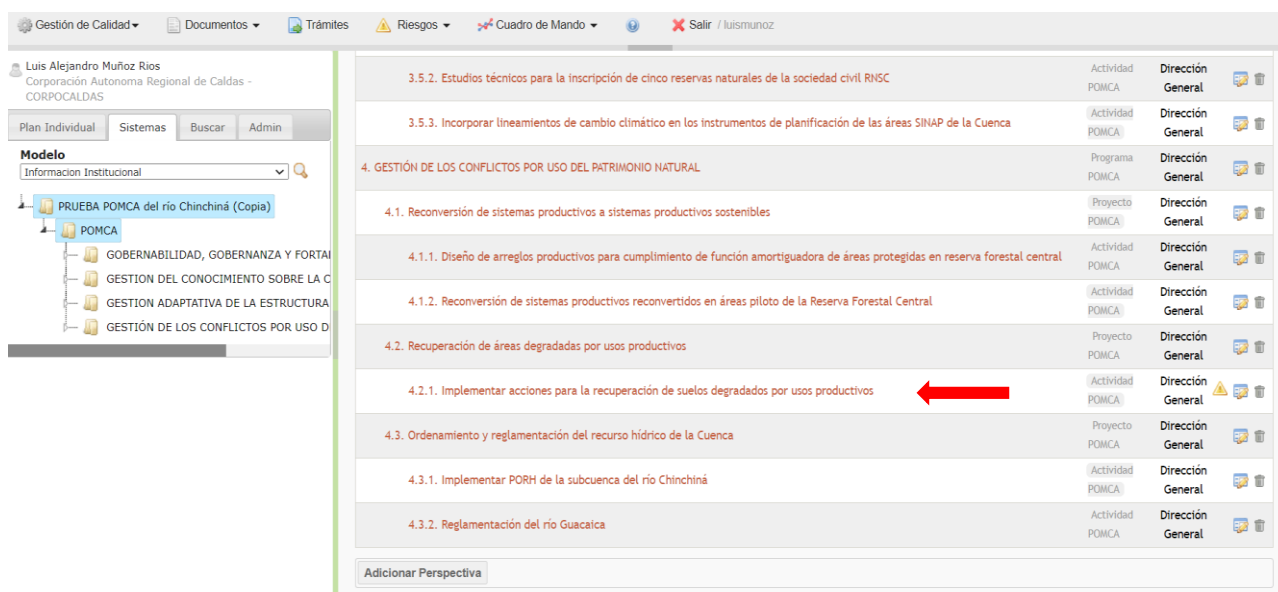 Gestión de Calidad Documentos Trámites Riesgos Cuadro de Mando Salir / luismunoz
Luis Alejandro Muñoz Rios
Corporación Autonoma Regional de Caldas -
CORPOCALDAS
Plan Individual Sistemas Buscar Admin
Modelo
Informacion Institucional
PRUEBA POMCA del río Chinchiná (Copia)
POMCA
GOBERNABILIDAD, GOBERNANZA Y FORTAI
GESTION DEL CONOCIMIENTO SOBRE LA C
GESTION ADAPTATIVA DE LA ESTRUCTURA
GESTIÓN DE LOS CONFLICTOS POR USO D
3.5.2. Estudios técnicos para la inscripción de cinco reservas naturales de la sociedad civil RNSC
Actividad
POMCA
Dirección
General
3.5.3. Incorporar lineamientos de cambio climático en los instrumentos de planificación de las áreas SINAP de la Cuenca
Actividad
POMCA
Dirección
General
4. GESTIÓN DE LOS CONFLICTOS POR USO DEL PATRIMONIO NATURAL
Programa
POMCA
Dirección
General
4.1. Reconversión de sistemas productivos a sistemas productivos sostenibles
Proyecto
POMCA
Dirección
General
4.1.1. Diseño de arreglos productivos para cumplimiento de función amortiguadora de áreas protegidas en reserva forestal central
Actividad
POMCA
Dirección
General
4.1.2. Reconversión de sistemas productivos reconvertidos en áreas piloto de la Reserva Forestal Central
Actividad
POMCA
Dirección
General
4.2. Recuperación de áreas degradadas por usos productivos
Proyecto
POMCA
Dirección
General
4.2.1. Implementar acciones para la recuperación de suelos degradados por usos productivos
Actividad
POMCA
Dirección
General
4.3. Ordenamiento y reglamentación del recurso hídrico de la Cuenca
Proyecto
POMCA
Dirección
General
4.3.1. Implementar PORH de la subcuenca del río Chinchiná
Actividad
POMCA
Dirección
General
4.3.2. Reglamentación del río Guacaica
Actividad
POMCA
Dirección
General
Adicionar Perspectiva